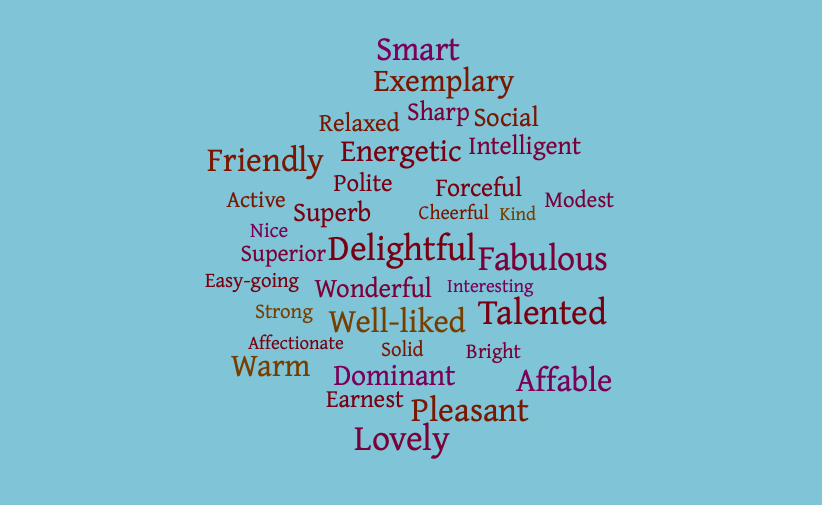 Smart
Exemplary
Relaxed Sharp Social
Friendly Energetic Intelligent
Polite Forceful
Active Superb Cheerful Kind Modest
Nice
Superior Delightful Fabulous
Easy-going Wonderful Interesting
Strong Well-liked Talented
Affectionate Solid Bright
Warm Dominant Affable
Earnest Pleasant
Lovely